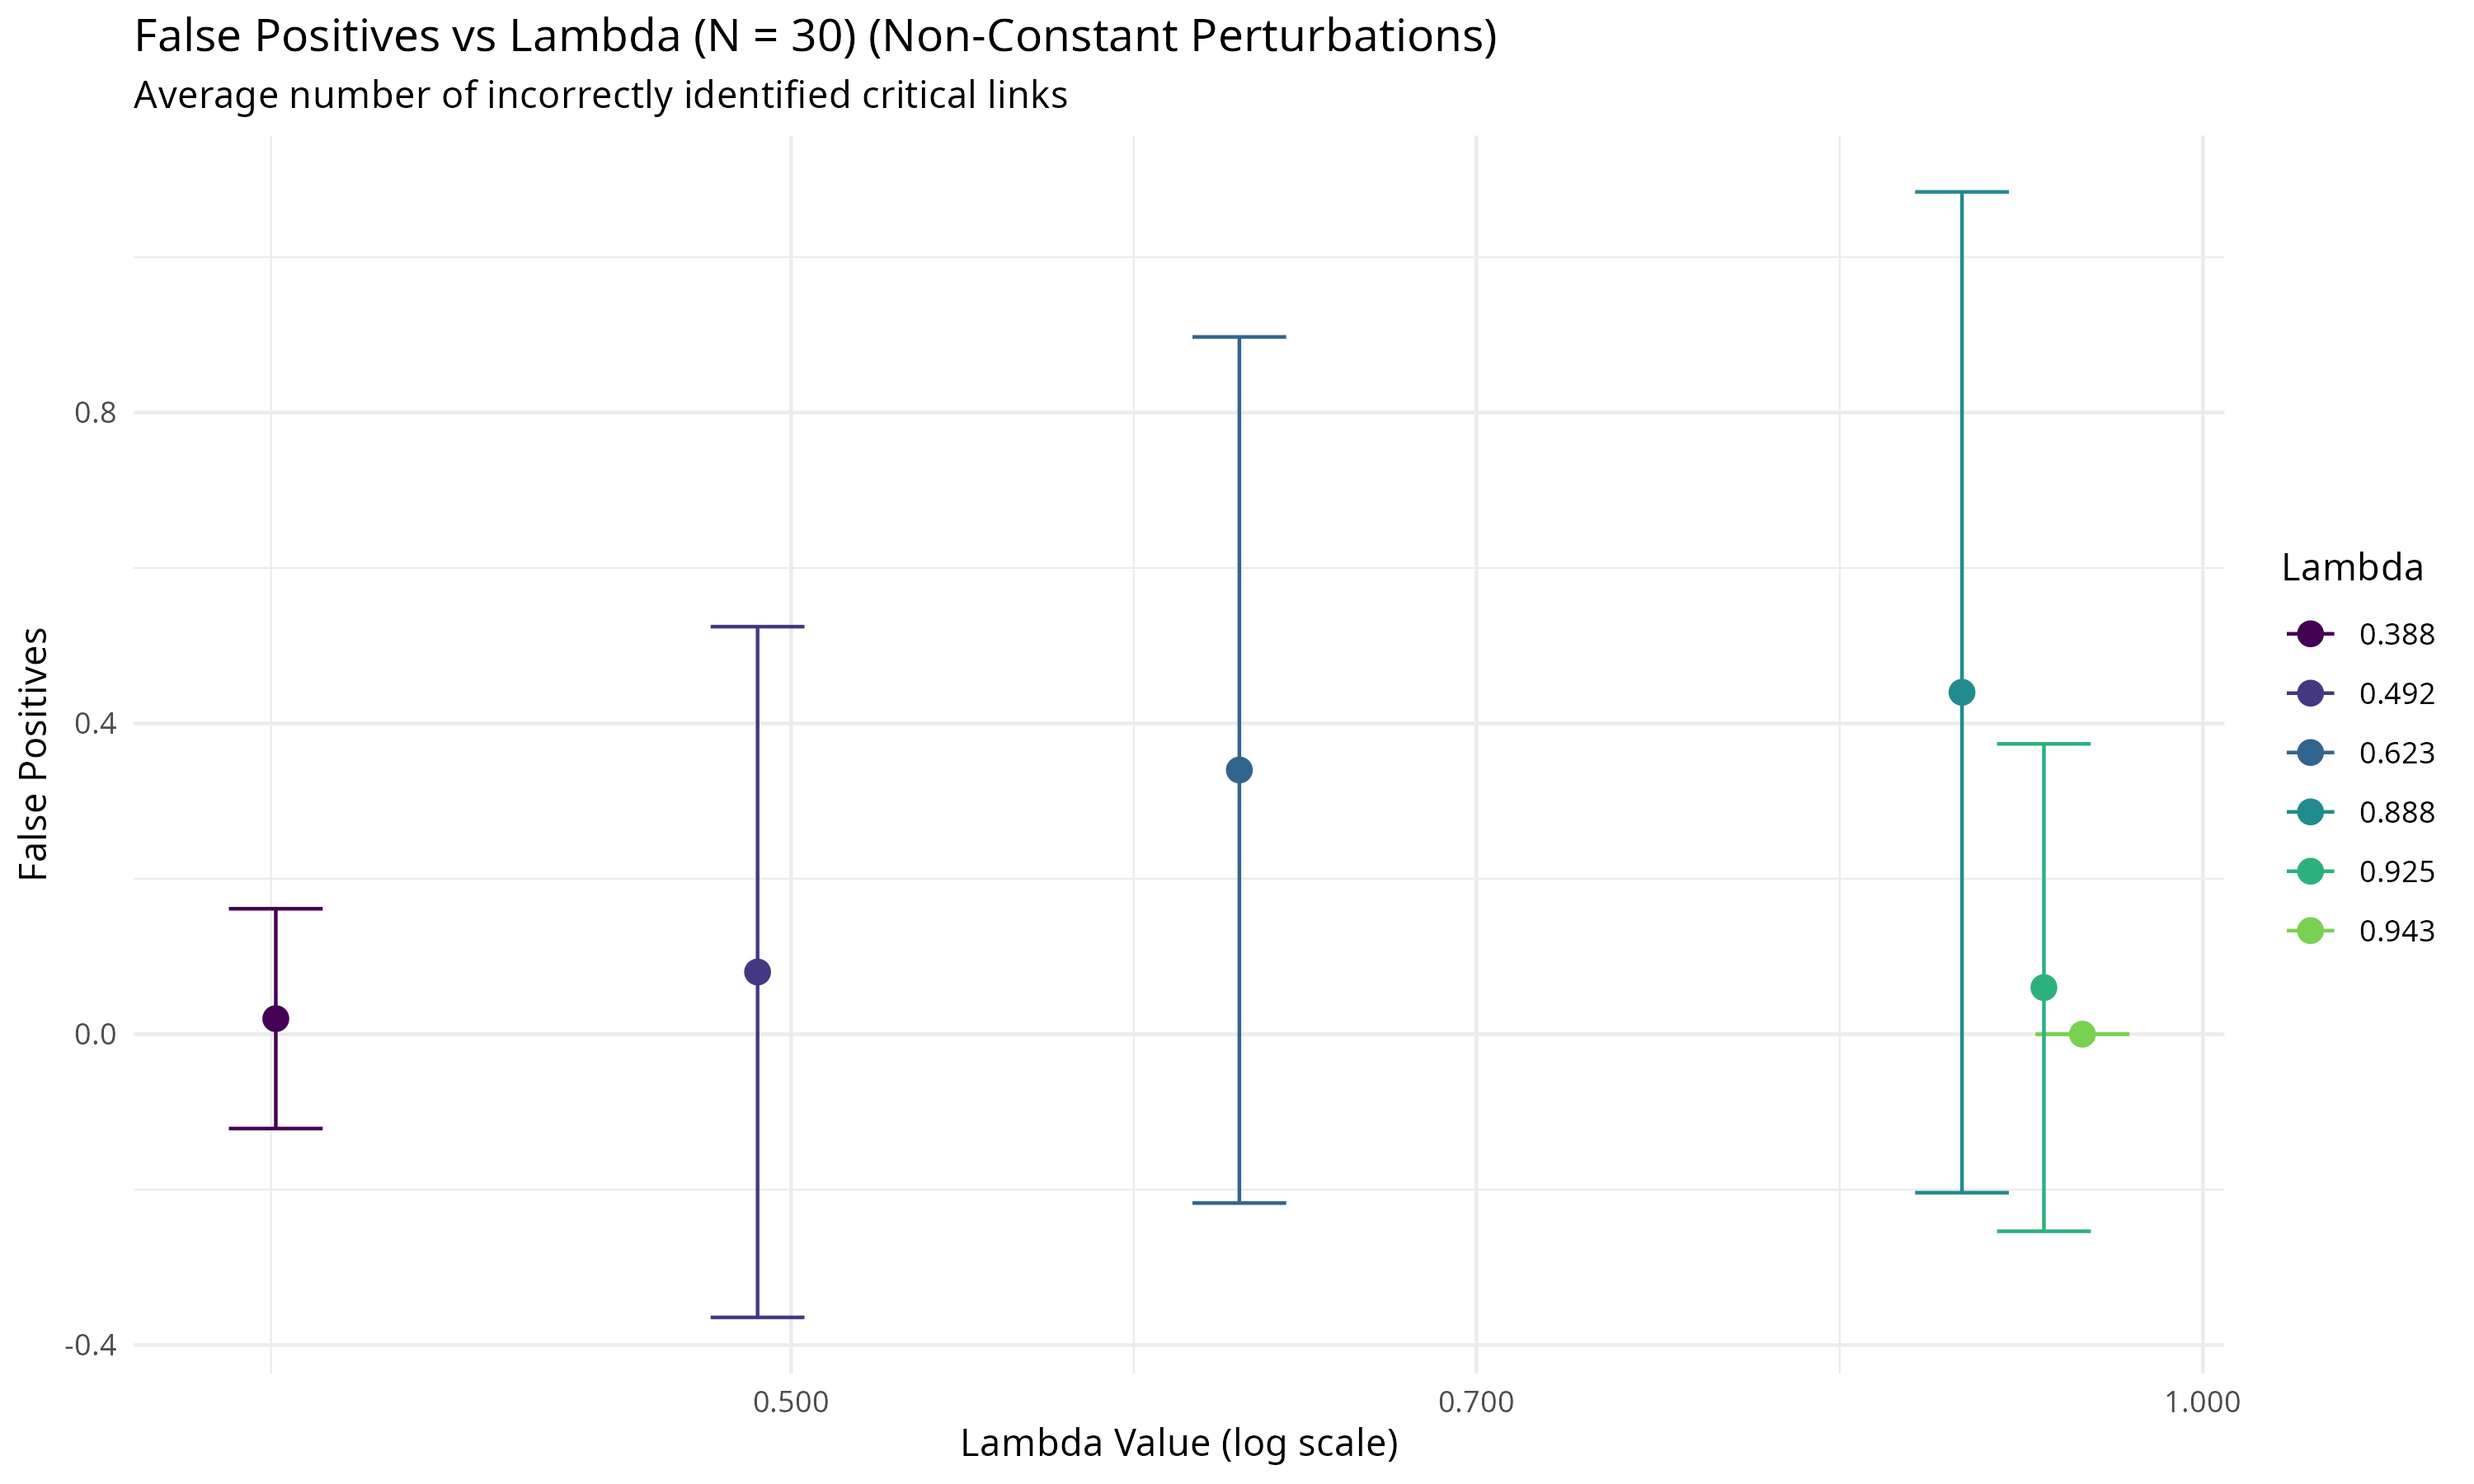 False Positives vs Lambda (N = 30) (Non-Constant Perturbations)
Average number of incorrectly identified critical links
False Positives
0.8
0.4
0.0
-0.4
0.500
0.700
1.000
Lambda Value (log scale)
Lambda
0.388
0.492
0.623
0.888
0.925
0.943